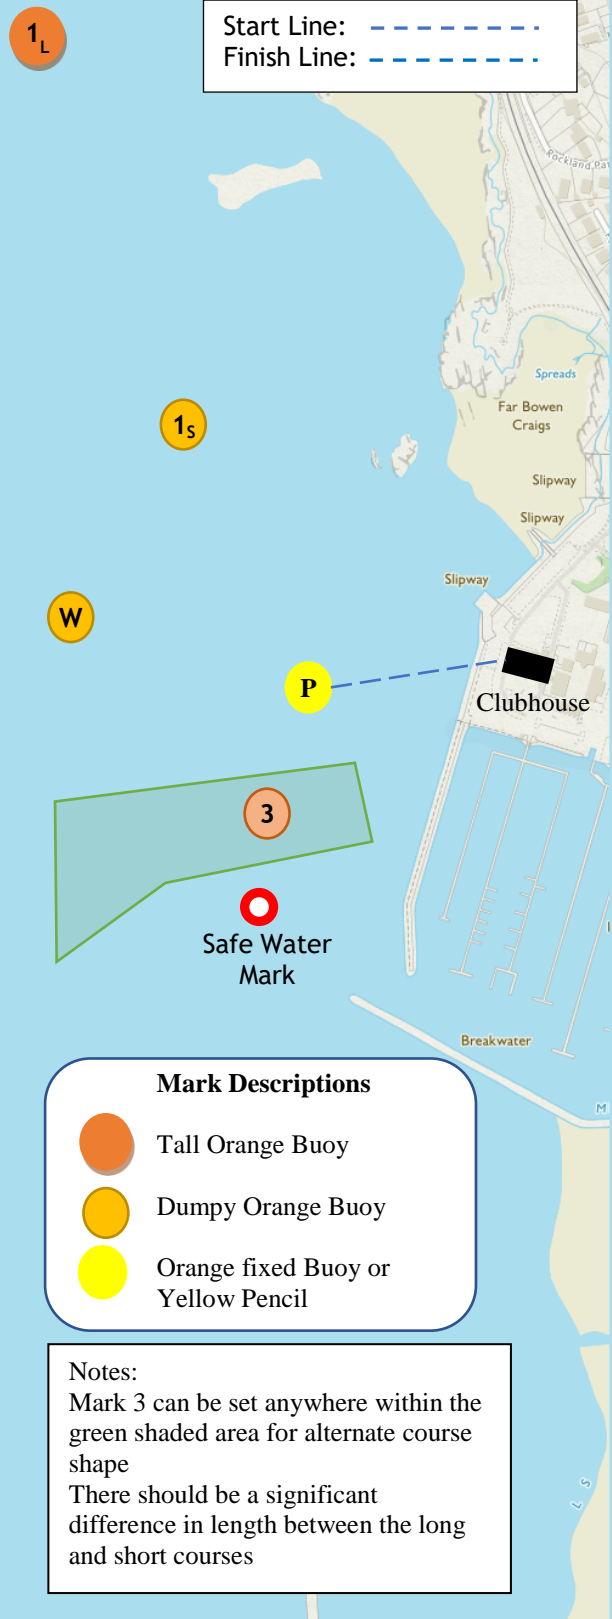 1L
Start Line:
Finish Line:
Rockland Par
Spreads
1S
Far Bowen
Craigs
Slipway
Slipway
Slipway
W
P
Clubhouse
3
Safe Water
Mark
Breakwater
M
Mark Descriptions
Tall Orange Buoy
Dumpy Orange Buoy
Orange fixed Buoy or
Yellow Pencil
Notes:
Mark 3 can be set anywhere within the
green shaded area for alternate course
shape
There should be a significant
difference in length between the long
and short courses
L S